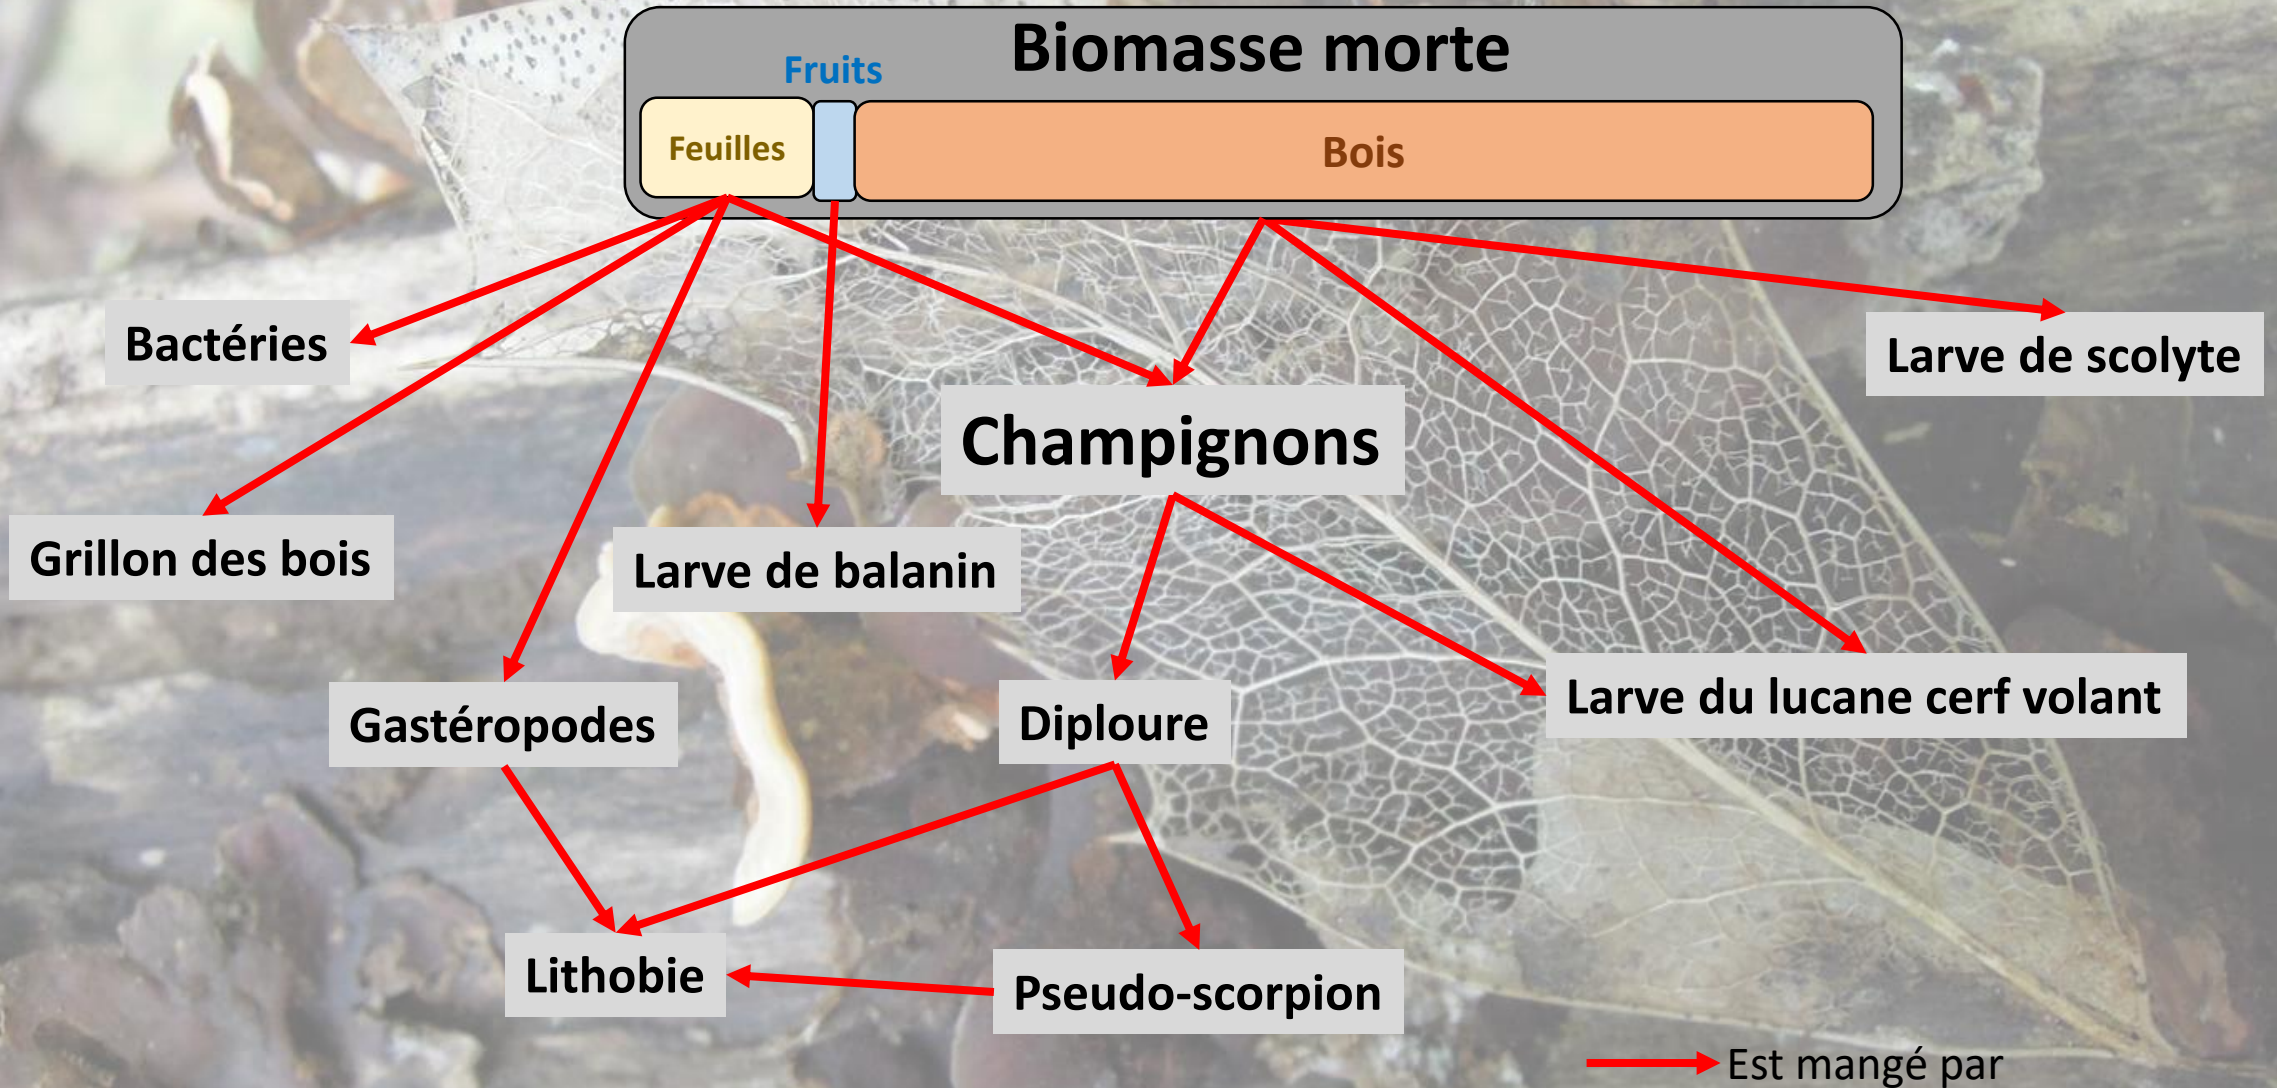 Biomasse morte
Fruits
Feuilles
Bois
Bactéries
Larve de scolyte
Champignons
Grillon des bois
Larve de balanin
Gastéropodes
Diploure
Larve du lucane cerf volant
Lithobie
Pseudo-scorpion
Est mangé par